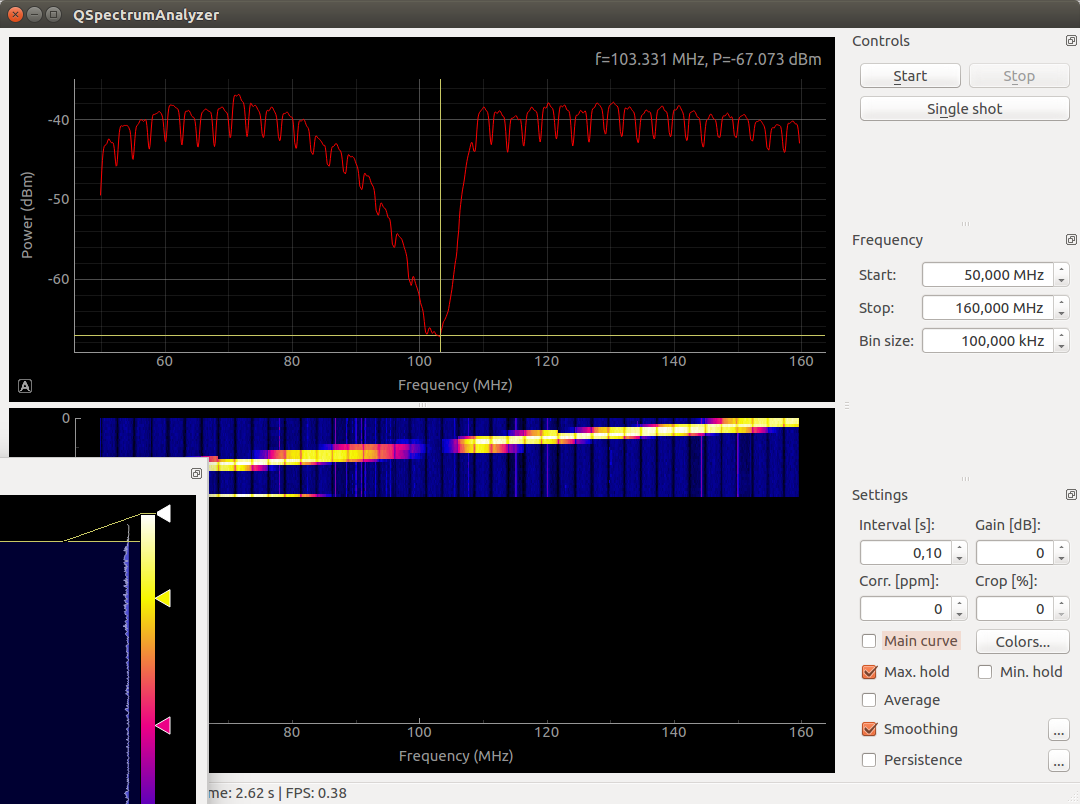 QSpectrumAnalyzer
f=103.331 MHz, P=-67.073 dBm
-40
-50
-60
Power (dBm)
60
80
100
120
140
160
Frequency (MHz)
A
0
80
100
120
140
160
Frequency (MHz)
me: 2.62 s | FPS: 0.38
Controls
Start
Stop
Single shot
Frequency
Start: 50,000 MHz
Stop: 160,000 MHz
Bin size: 100,000 kHz
Settings
Interval [s]: Gain [dB]:
0,10 0
Corr. [ppm]: Crop [%]:
0 0
Main curve Colors...
Max. hold Min. hold
Average
Smoothing ...
Persistence ...